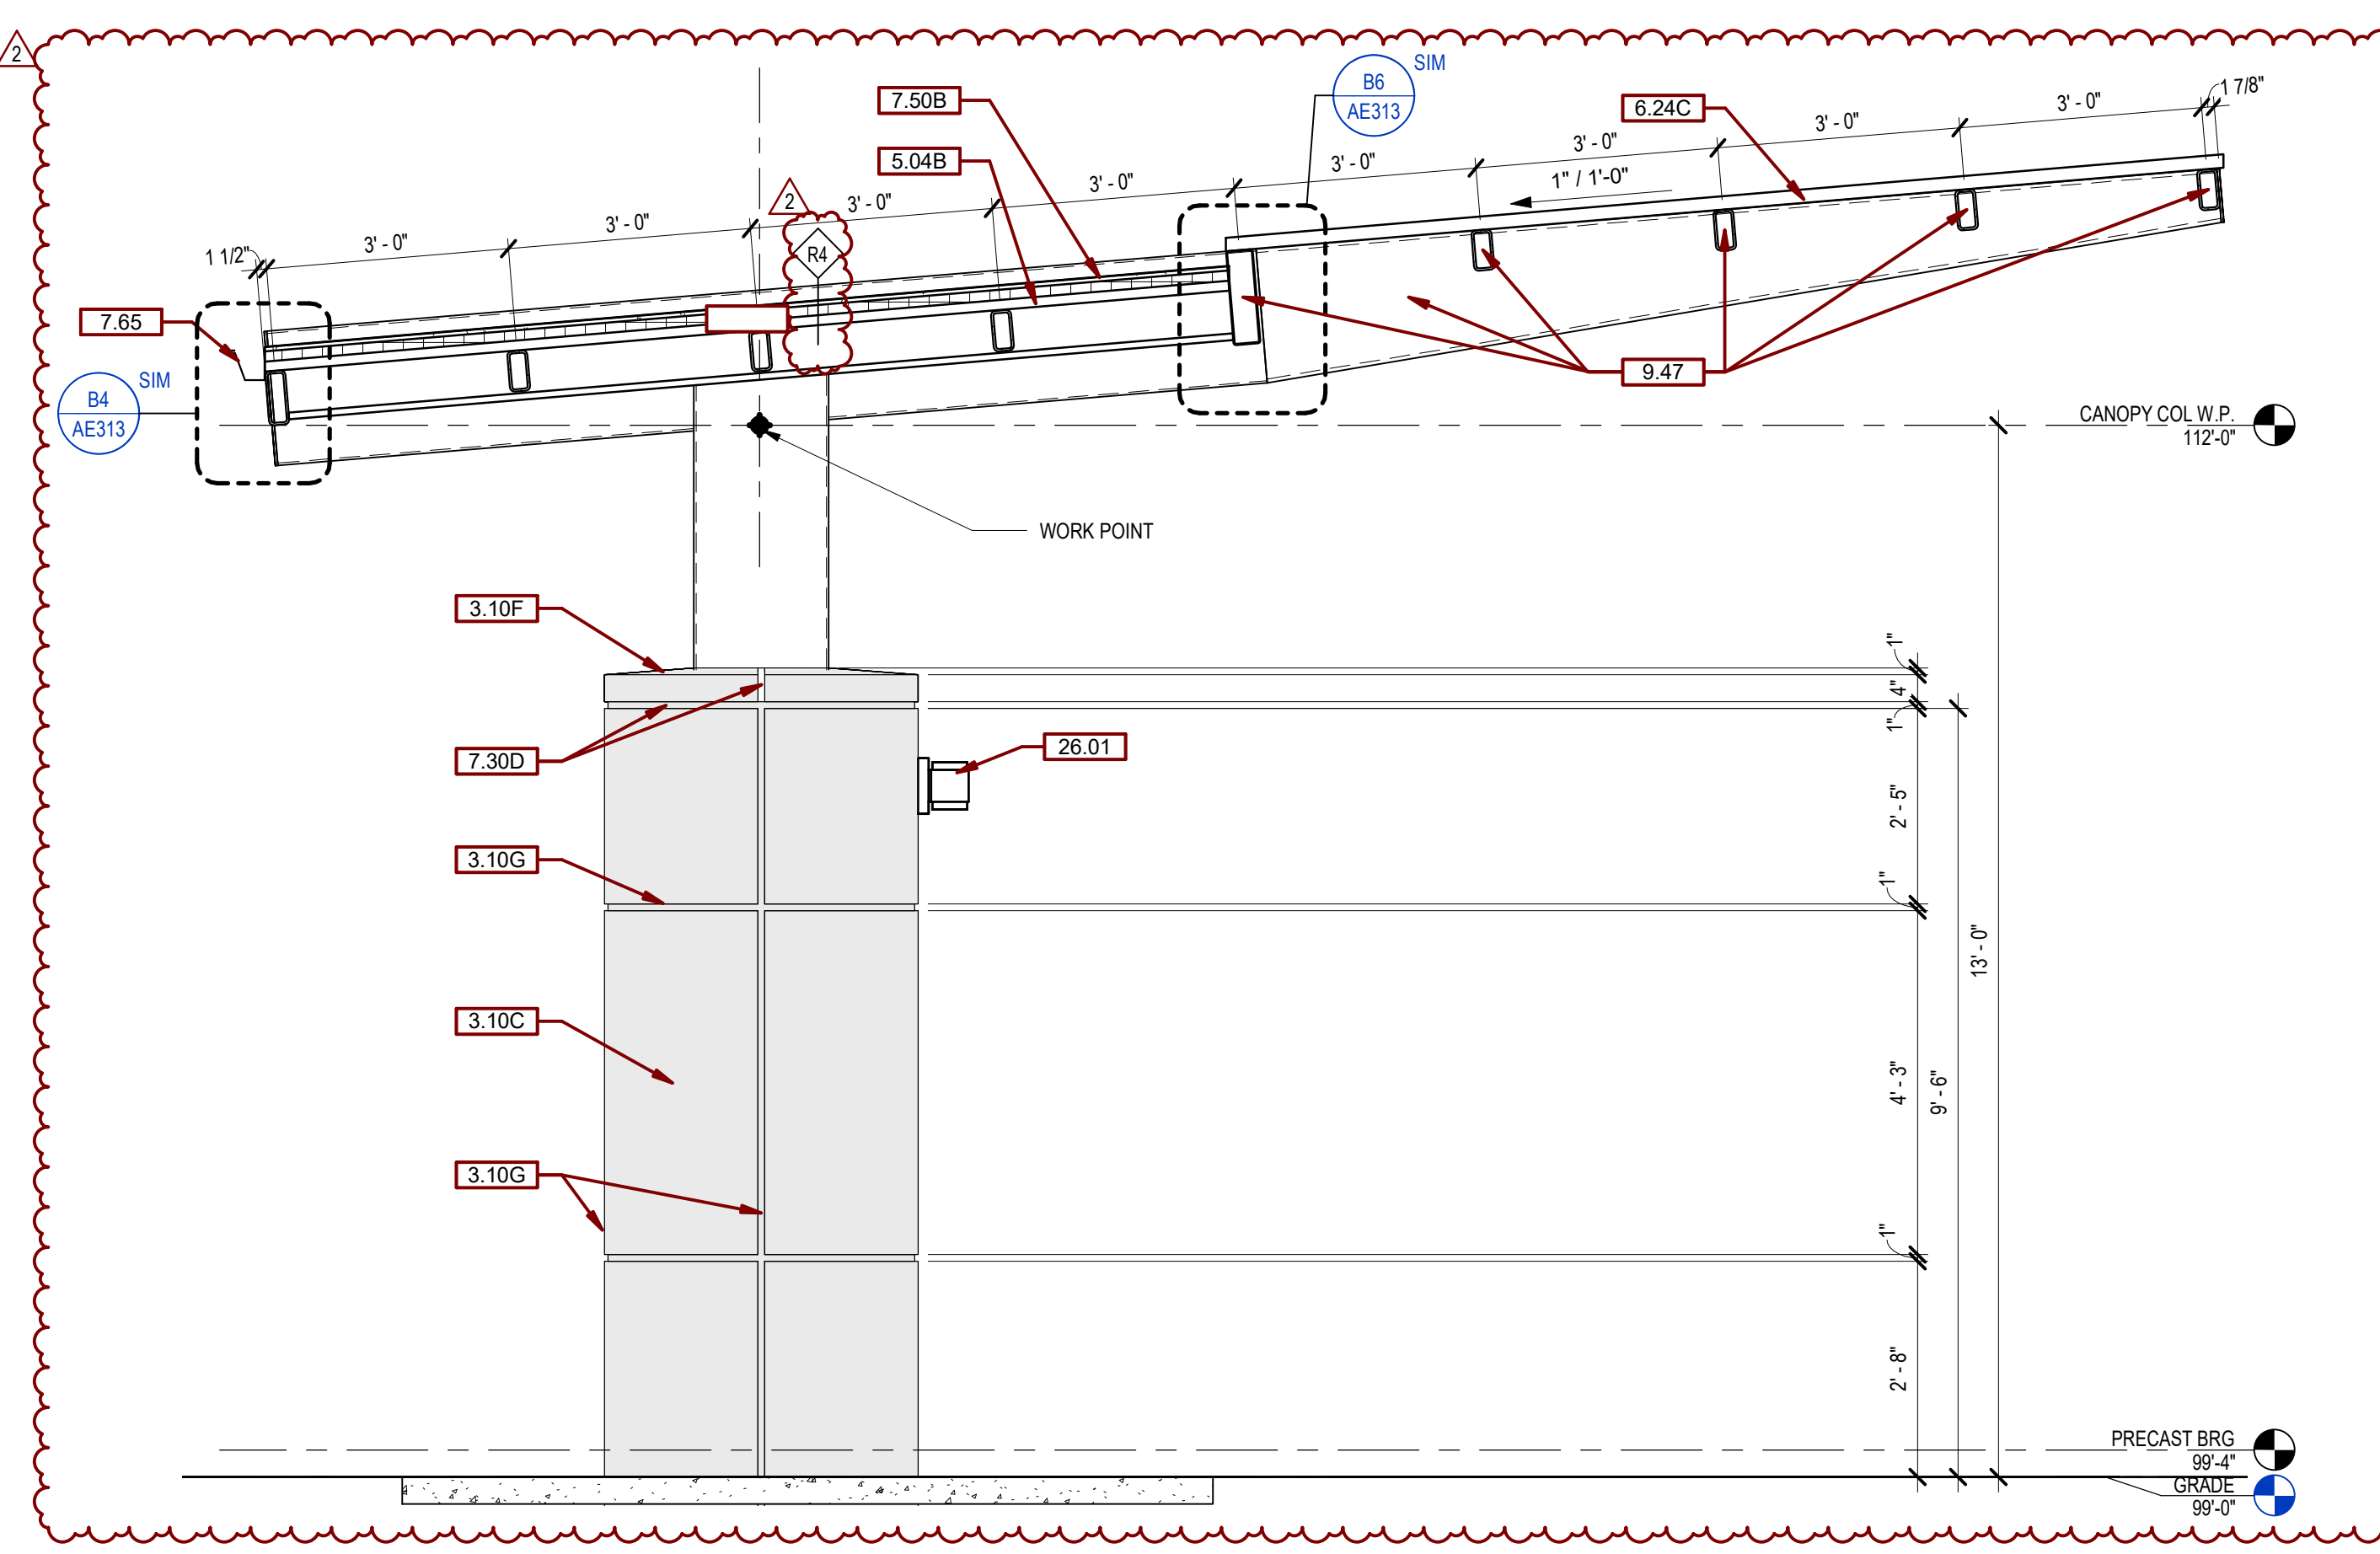 2
B6
AE313
SIM
7.50B
5.04B
6.24C
1 7/8"
3' - 0"
3' - 0"
3' - 0"
3' - 0"
3' - 0"
3' - 0"
3' - 0"
3' - 0"
1 1/2"
1" / 1'-0"
2
R4
7.65
9.47
B4
AE313
SIM
CANOPY COL W.P.
112'-0"
WORK POINT
3.10F
7.30D
26.01
3.10G
3.10C
3.10G
1"
4"
1"
2' - 5"
1"
4' - 3"
1"
2' - 8"
9' - 6"
13' - 0"
PRECAST BRG
99'-4"
GRADE
99'-0"